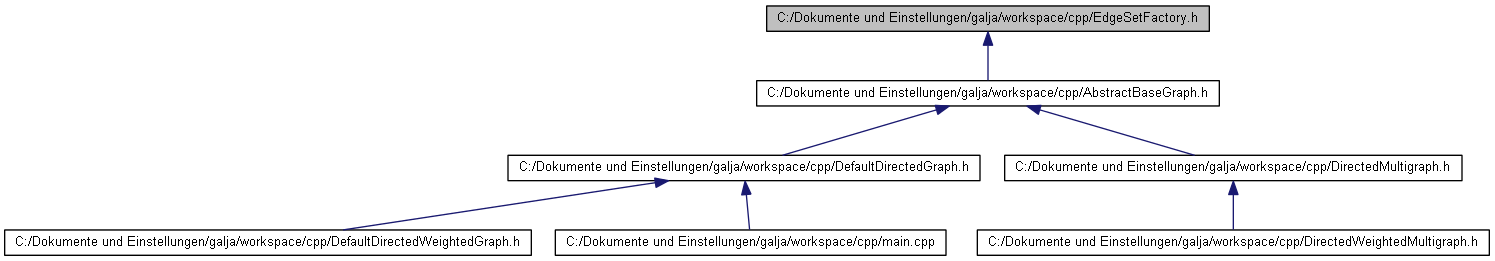 C:/Dokumente und Einstellungen/galja/workspace/cpp/EdgeSetFactory.h
C:/Dokumente und Einstellungen/galja/workspace/cpp/AbstractBaseGraph.h
C:/Dokumente und Einstellungen/galja/workspace/cpp/DefaultDirectedGraph.h
C:/Dokumente und Einstellungen/galja/workspace/cpp/DirectedMultigraph.h
C:/Dokumente und Einstellungen/galja/workspace/cpp/DefaultDirectedWeightedGraph.h
C:/Dokumente und Einstellungen/galja/workspace/cpp/main.cpp
C:/Dokumente und Einstellungen/galja/workspace/cpp/DirectedWeightedMultigraph.h